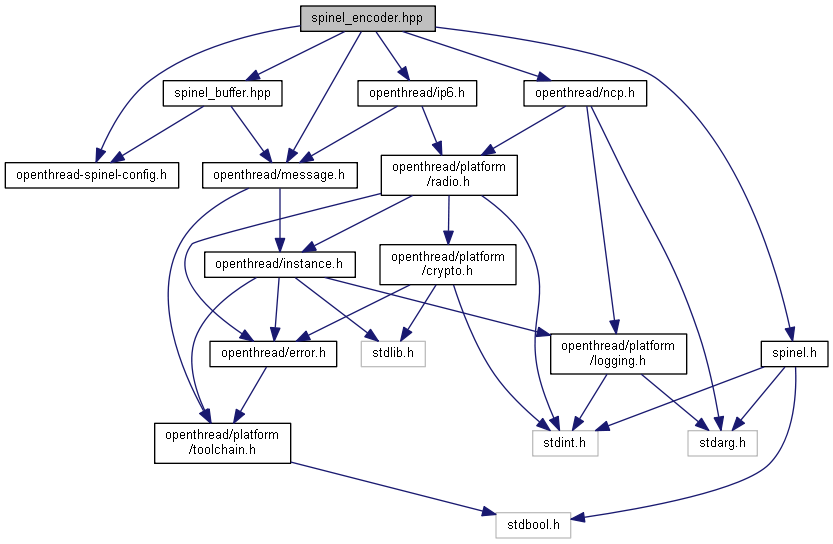 spinel_encoder.hpp
spinel_buffer.hpp
openthread/ip6.h
openthread/ncp.h
openthread-spinel-config.h
openthread/message.h
openthread/platform
/radio.h
openthread/instance.h
openthread/platform
/crypto.h
openthread/error.h
stdlib.h
openthread/platform
/logging.h
spinel.h
openthread/platform
/toolchain.h
stdint.h
stdarg.h
stdbool.h